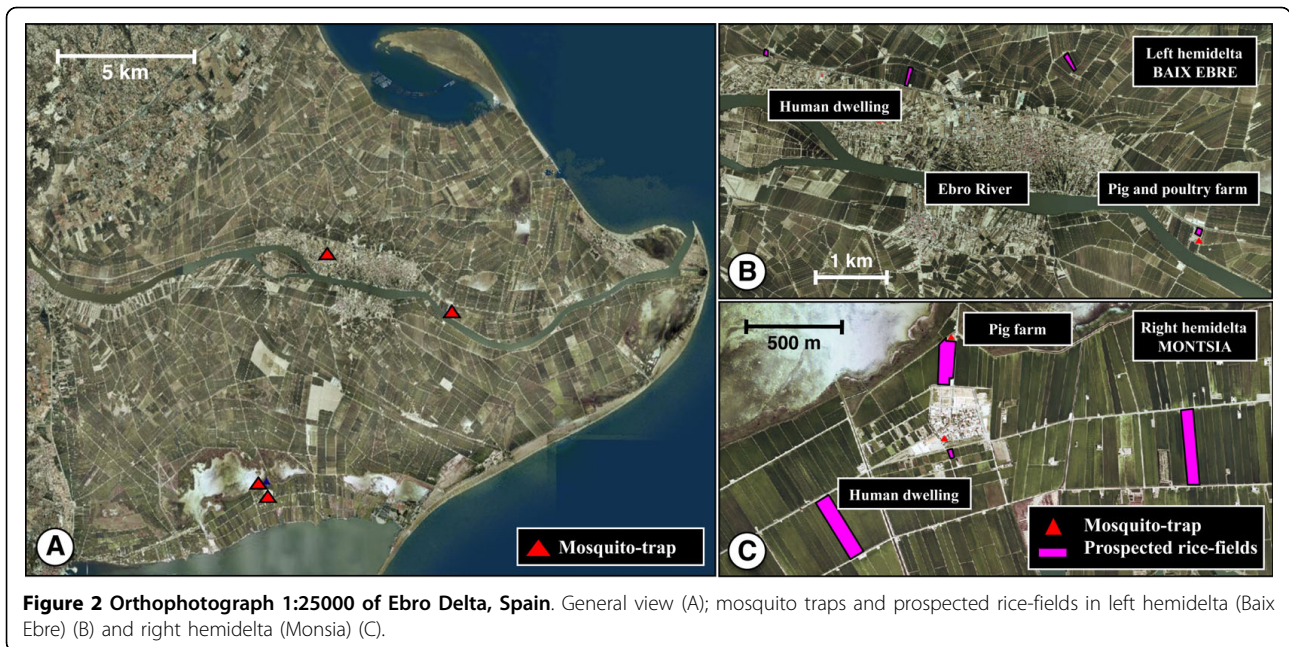 5 km
A
Mosquito-trap
Left hemidelta
BAIX EBRE
Human dwelling
Ebro River
Pig and poultry farm
B
1 km
500 m
Pig farm
Right hemidelta
MONTSIA
Human dwelling
C
Mosquito-trap
Prospected rice-fields
Figure 2 Orthophotograph 1:25000 of Ebro Delta, Spain. General view (A); mosquito traps and prospected rice-fields in left hemidelta (Baix
Ebre) (B) and right hemidelta (Monsia) (C).